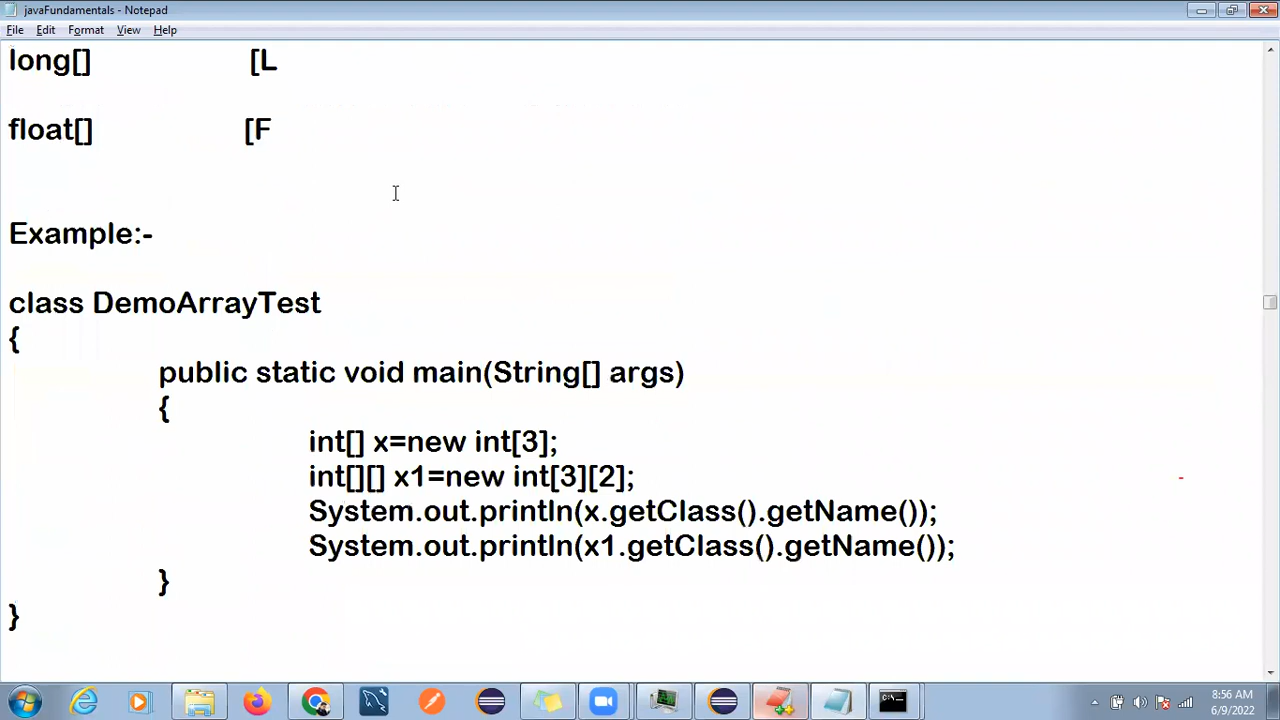 javaFundamentals - Notepad
File Edit Format View Help
long[] [L
float[] [F
Example:-
class DemoArrayTest
{
public static void main(String[] args)
{
int[] x=new int[3];
int[][] x1=new int[3][2];
System.out.println(x.getClass().getName());
System.out.println(x1.getClass().getName());
}
}
C:\
8:56 AM
6/9/2022